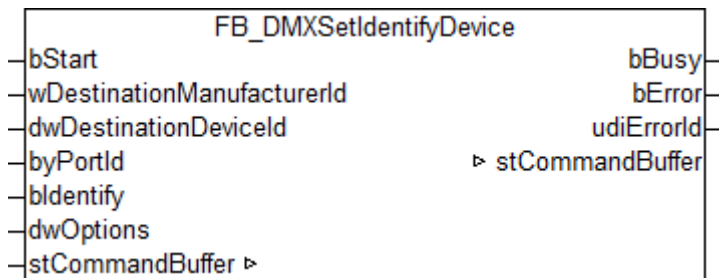 FB_DMXSetIdentifyDevice
bStart bBusy
wDestinationManufacturerId bError
dwDestinationDeviceId udiErrorId
byPortId ▹ stCommandBuffer
bIdentify
dwOptions
stCommandBuffer ▹